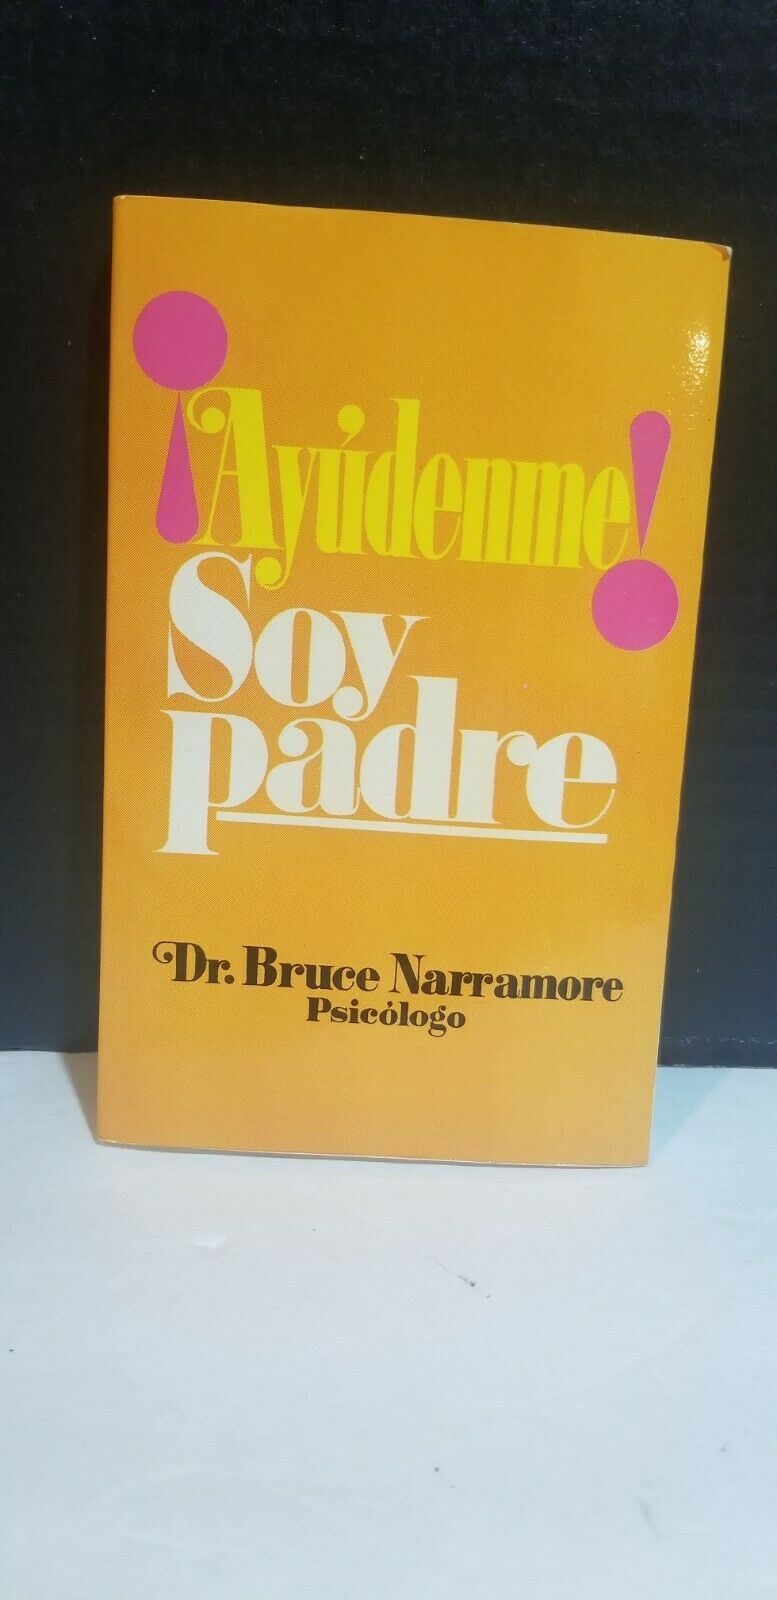 ¡Ayúdenme!
Soy
padre
Dr. Bruce Narramore
Psicólogo